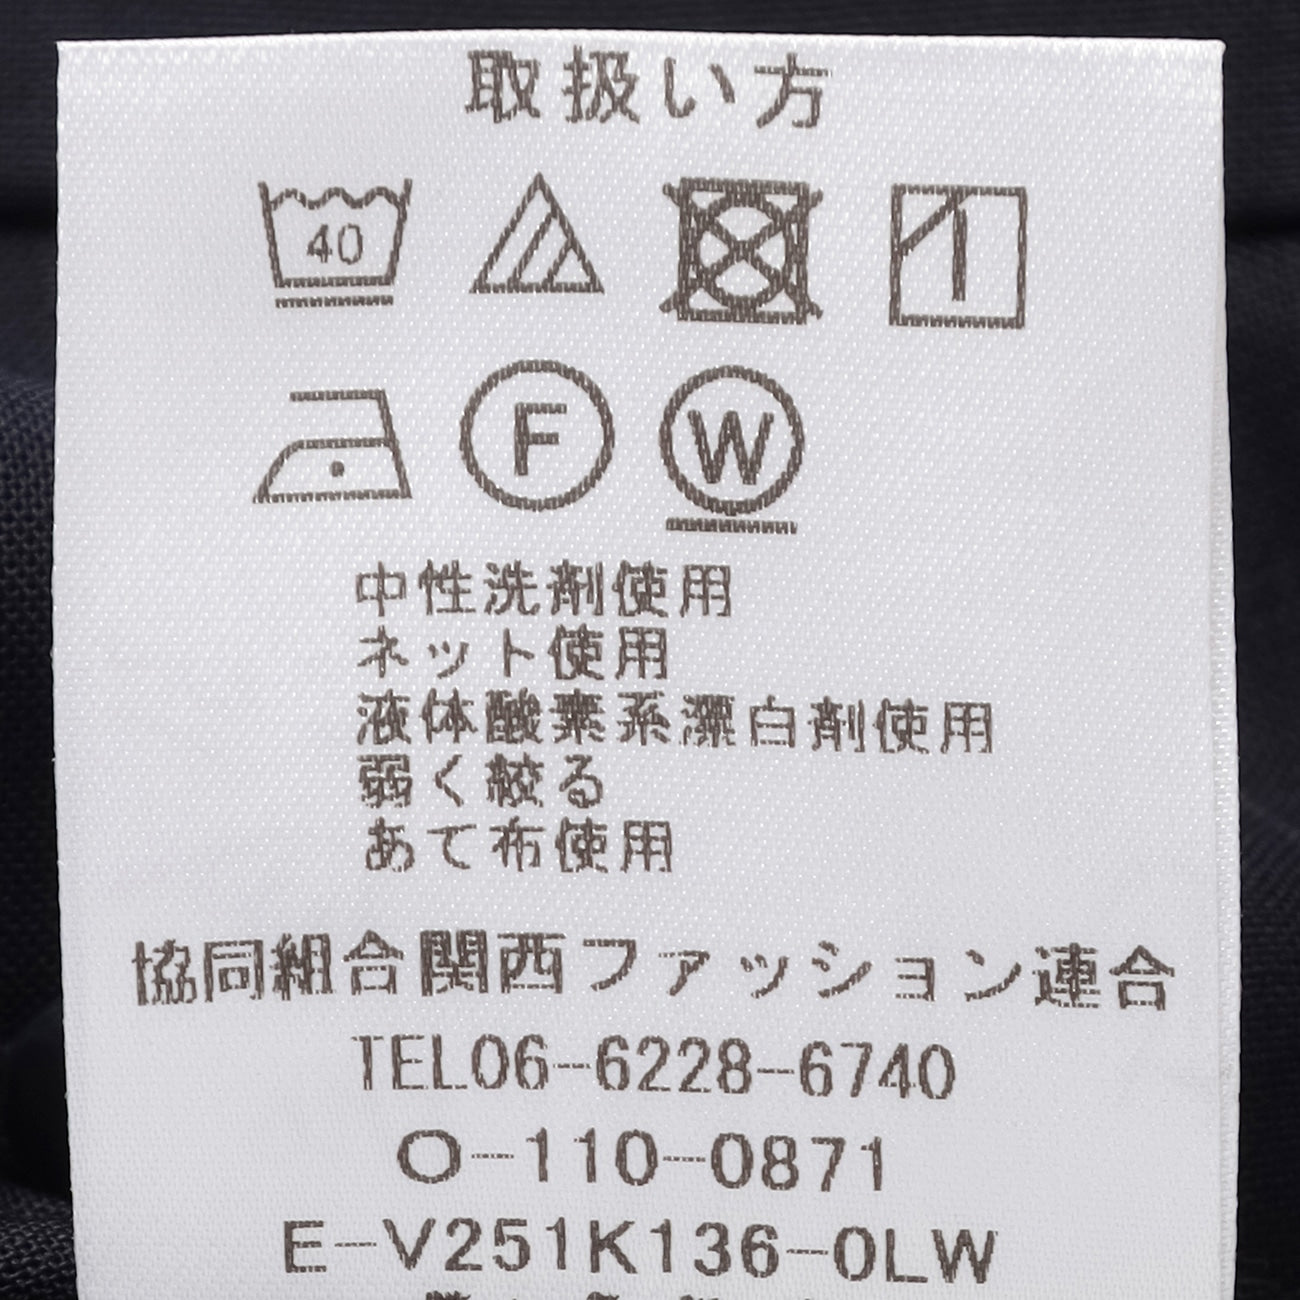 取扱い方
40
F W
中性洗剤使用
ネット使用
液体酸素系漂白剤使用
弱く絞る
あて布使用
協同組合関西ファッション連合
TEL06-6228-6740
O-110-0871
E-V251K136-0LW